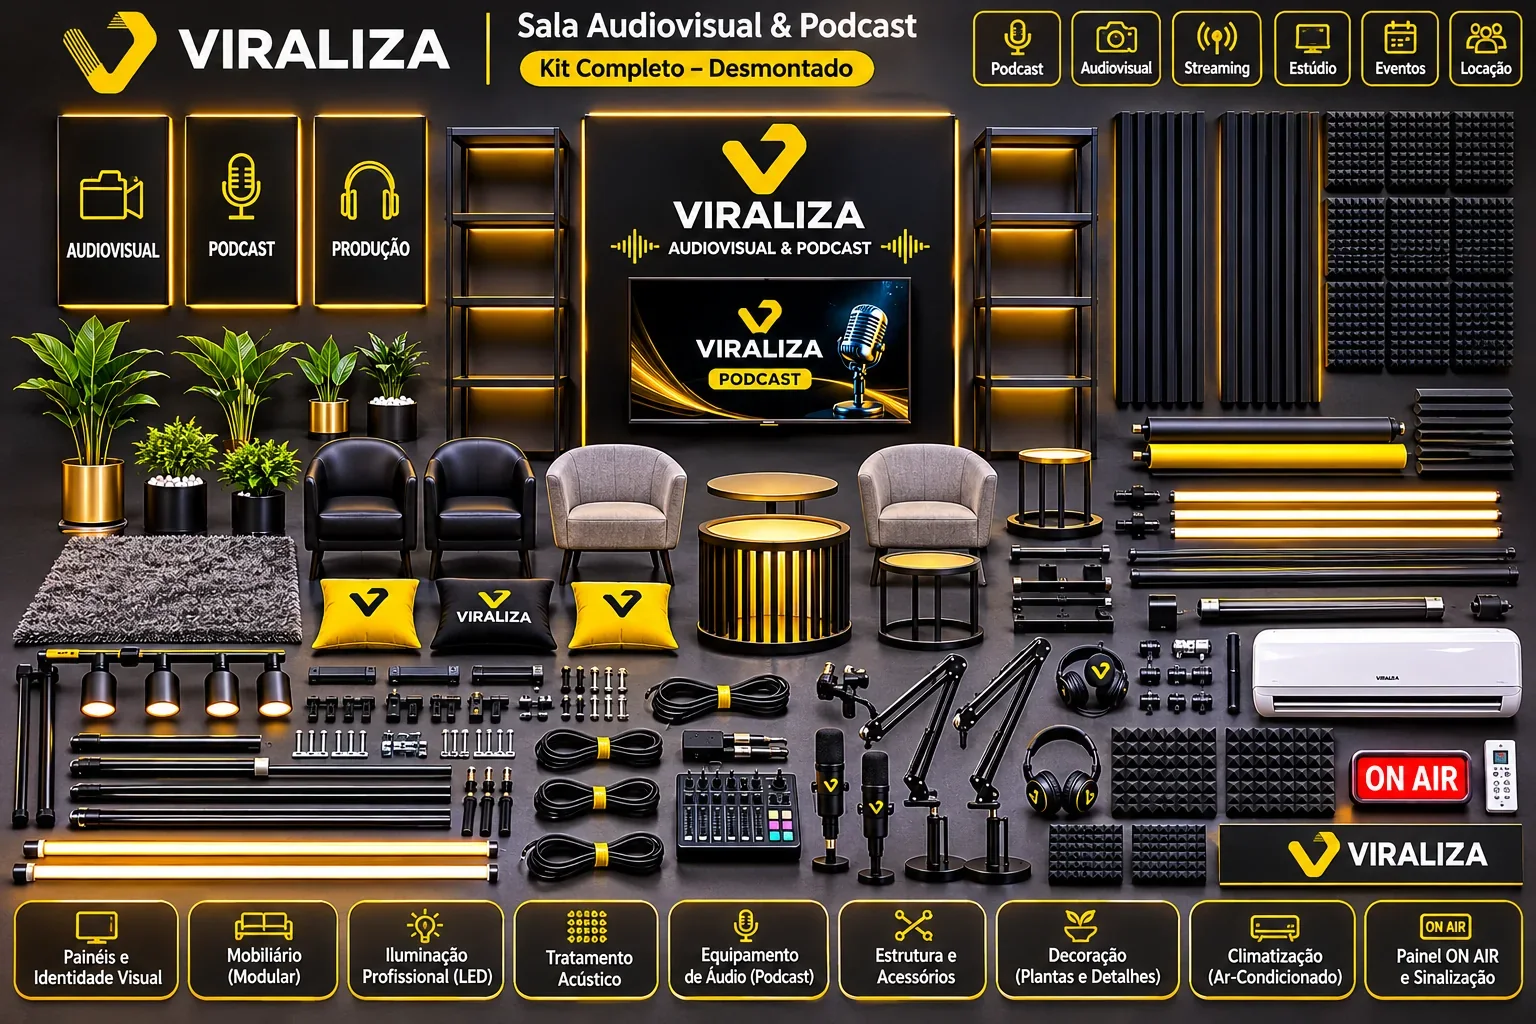 VIRALIZA
Sala Audiovisual & Podcast
Kit Completo – Desmontado
Podcast
Audiovisual
Streaming
Estúdio
Eventos
Locação
AUDIOVISUAL
PODCAST
PRODUÇÃO
VIRALIZA
AUDIOVISUAL & PODCAST
VIRALIZA
PODCAST
VIRALIZA
VIRALIZA
ON AIR
VIRALIZA
Painéis e
Identidade Visual
Mobiliário
(Modular)
Iluminação
Profissional (LED)
Tratamento
Acústico
Equipamento
de Áudio (Podcast)
Estrutura e
Acessórios
Decoração
(Plantas e Detalhes)
Climatização
(Ar-Condicionado)
ON AIR
Painel ON AIR
e Sinalização